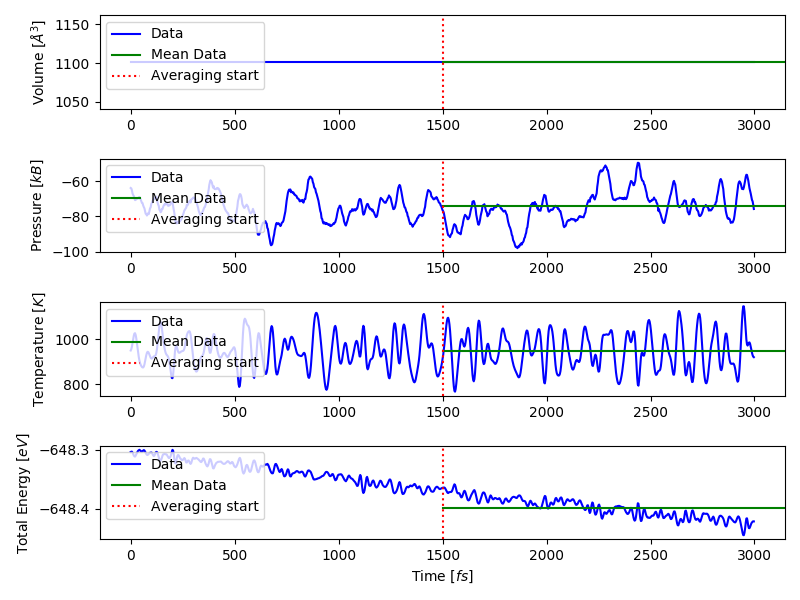 Volume [Å³]
1150
1100
1050
Data
Mean Data
Averaging start
0 500 1000 1500 2000 2500 3000
Pressure [kB]
−60
−80
−100
Data
Mean Data
Averaging start
0 500 1000 1500 2000 2500 3000
Temperature [K]
1000
800
Data
Mean Data
Averaging start
0 500 1000 1500 2000 2500 3000
Total Energy [eV]
−648.3
−648.4
Data
Mean Data
Averaging start
0 500 1000 1500 2000 2500 3000
Time [fs]